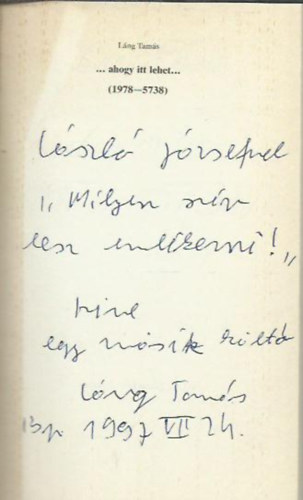 Láng Tamás
... ahogy itt lehet...
(1978—5738)
László Józsefnek
„Milyen szép
lesz emlékezni!"
híve
egy másik költő
Láng Tamás
Bp. 1997 VII 24.